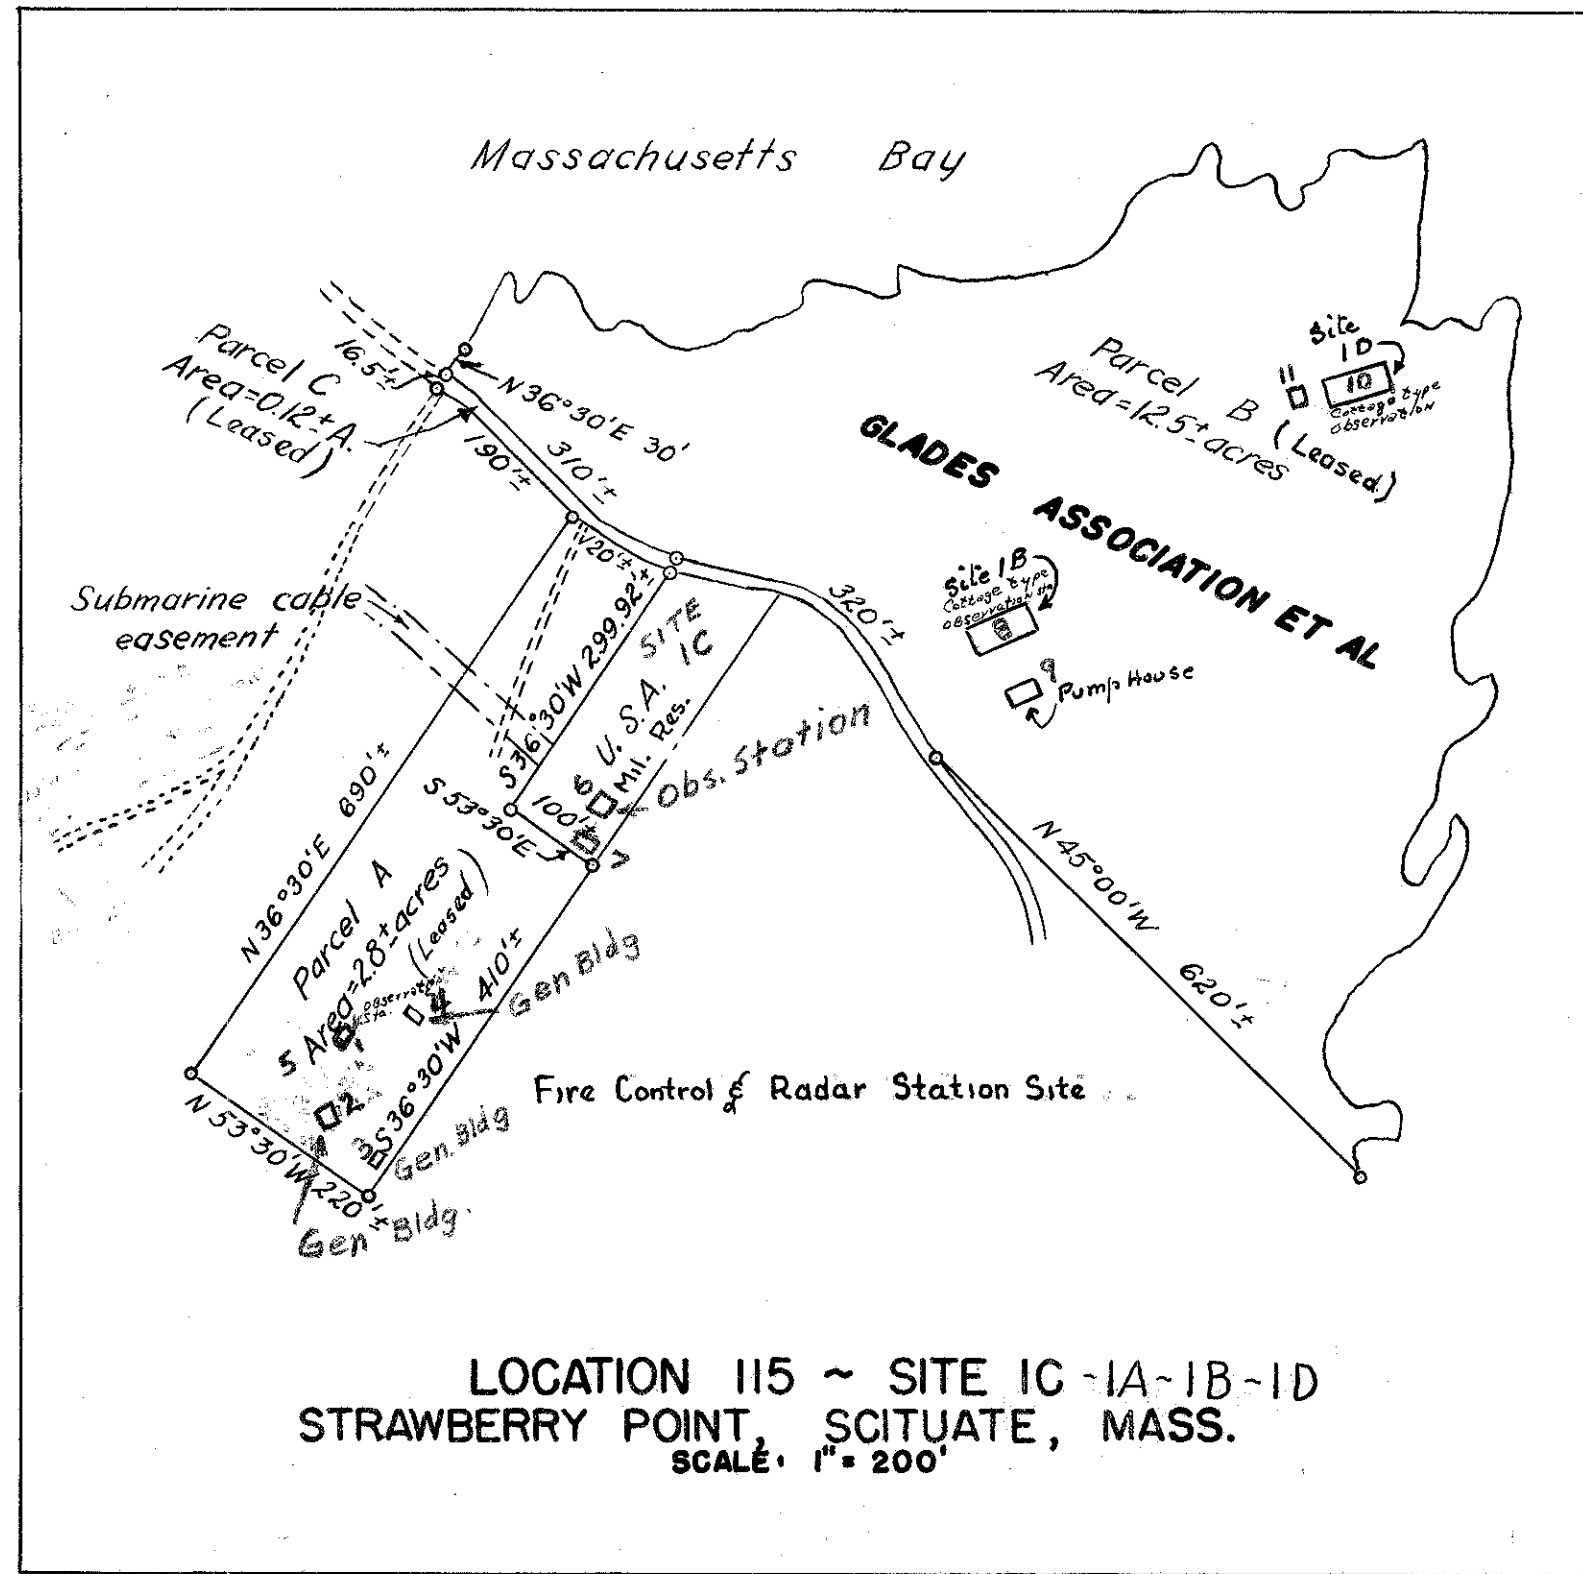 Massachusetts Bay
Parcel C
Area=0.12±A.
(Leased)
16.5'±
N36°30'E 30'
190'±
310'±
120'±
Submarine cable
easement
Parcel B (Leased)
Area=12.5± acres
Site
1D
11
10
Cottage type
observation
GLADES ASSOCIATION ET AL
Site 1B
Cottage type
observation sta
8
9
Pump House
320'±
S36°30'W 299.92'±
SITE
1C
U.S.A.
Mil. Res.
6
Obs. Station
S53°30'E
100'±
7
N36°30'E 690'±
Parcel A
Area=2.8± acres
(Leased)
5
observation
Sta.
1
4
Gen Bldg
S36°30'W 410'±
2
3
Gen. Bldg
N53°30'W 220'±
Gen Bldg.
N45°00'W 620'±
Fire Control & Radar Station Site
LOCATION 115 ~ SITE 1C -1A~1B~1D
STRAWBERRY POINT, SCITUATE, MASS.
SCALE: 1"= 200'